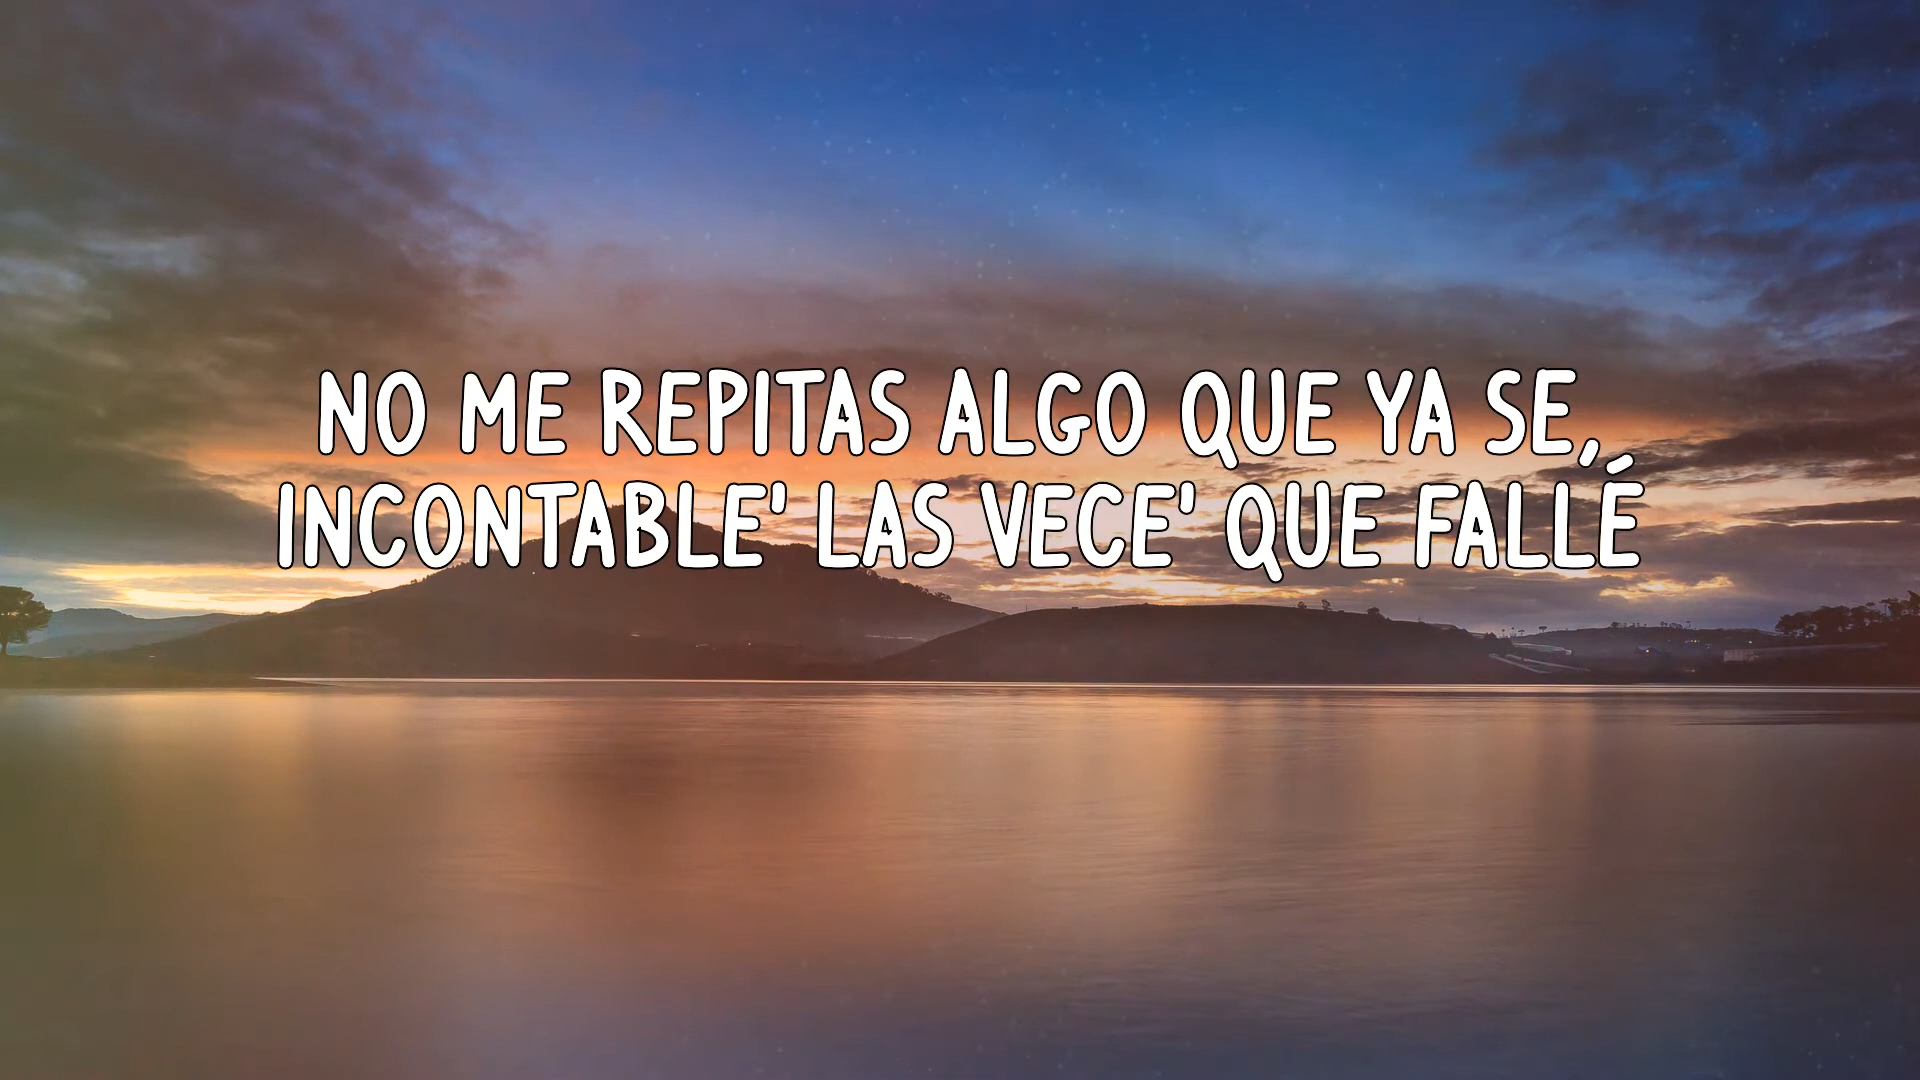 NO ME REPITAS ALGO QUE YA SE,
INCONTABLE' LAS VECE' QUE FALLÉ